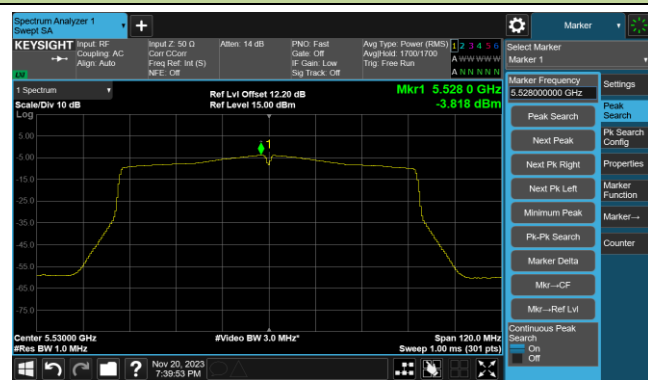 Spectrum Analyzer 1
Swept SA
Marker
KEYSIGHT
Input: RF
Coupling: AC
Align: Auto
Input Z: 50 Ω
Corr CCorr
Freq Ref: Int (S)
NFE: Off
Atten: 14 dB
PNO: Fast
Gate: Off
IF Gain: Low
Sig Track: Off
Avg Type: Power (RMS)
Avg|Hold: 1700/1700
Trig: Free Run
1 2 3 4 5 6
A W W W W W
A N N N N N
LV
Select Marker
Marker 1
1 Spectrum
Scale/Div 10 dB
Log
Ref Lvl Offset 12.20 dB
Ref Level 15.00 dBm
Mkr1 5.528 0 GHz
-3.818 dBm
5.00
-5.00
-15.0
-25.0
-35.0
-45.0
-55.0
-65.0
-75.0
1
Center 5.53000 GHz
#Res BW 1.0 MHz
#Video BW 3.0 MHz*
Span 120.0 MHz
Sweep 1.00 ms (301 pts)
Marker Frequency
5.528000000 GHz
Peak Search
Next Peak
Next Pk Right
Next Pk Left
Minimum Peak
Pk-Pk Search
Marker Delta
Mkr→CF
Mkr→Ref Lvl
Continuous Peak
Search
On
Off
Settings
Peak
Search
Pk Search
Config
Properties
Marker
Function
Marker→
Counter
?
Nov 20, 2023
7:39:53 PM